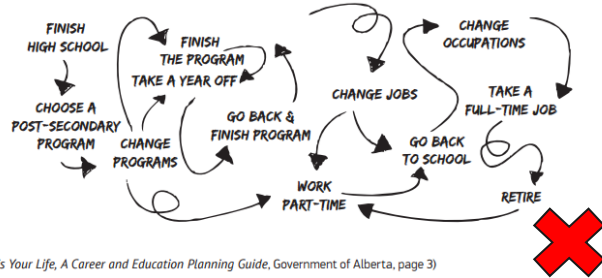 FINISH
HIGH SCHOOL
CHOOSE A
POST-SECONDARY
PROGRAM
CHANGE
PROGRAMS
FINISH
THE PROGRAM
TAKE A YEAR OFF
GO BACK &
FINISH PROGRAM
CHANGE JOBS
WORK
PART-TIME
GO BACK
TO SCHOOL
CHANGE
OCCUPATIONS
TAKE A
FULL-TIME JOB
RETIRE
s Your Life, A Career and Education Planning Guide, Government of Alberta, page 3)